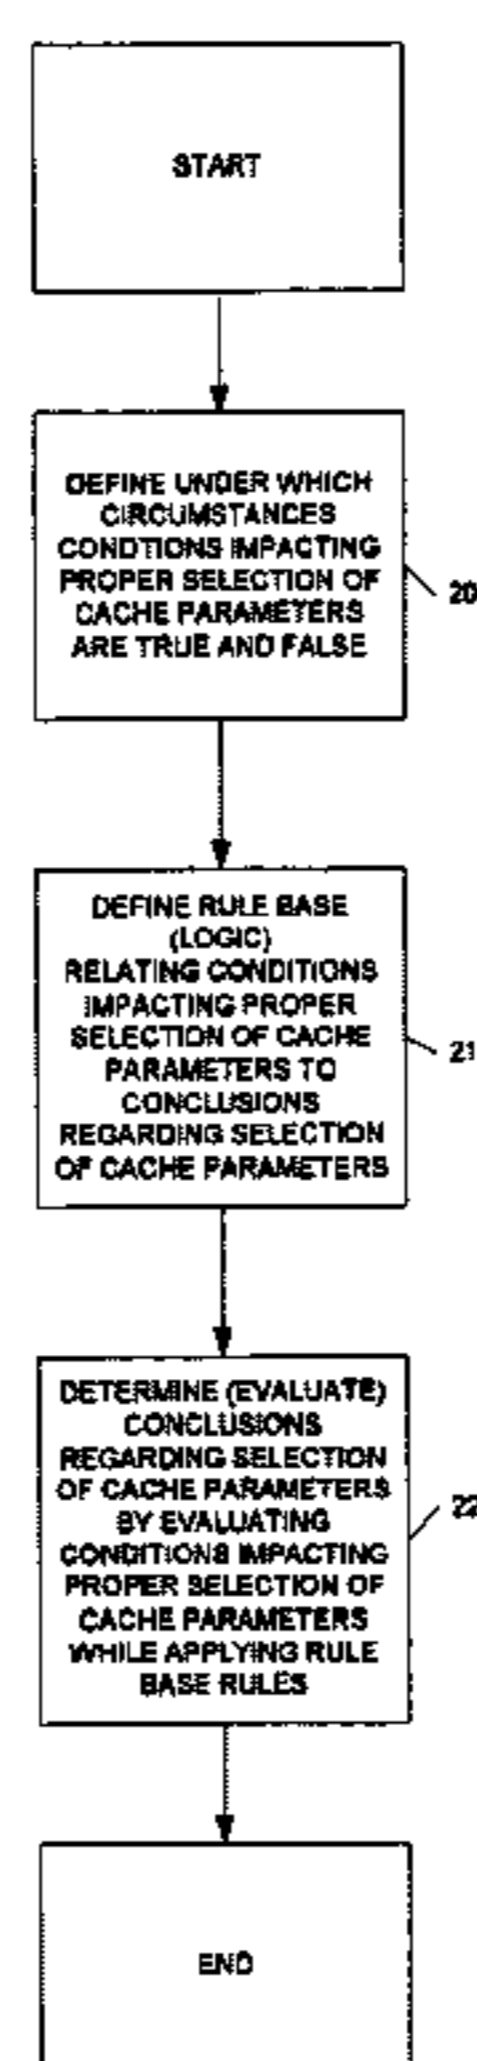 START
DEFINE UNDER WHICH
CIRCUMSTANCES
CONDTIONS IMPACTING
PROPER SELECTION OF
CACHE PARAMETERS
ARE TRUE AND FALSE
20
DEFINE RULE BASE
(LOGIC)
RELATING CONDITIONS
IMPACTING PROPER
SELECTION OF CACHE
PARAMETERS TO
CONCLUSIONS
REGARDING SELECTION
OF CACHE PARAMETERS
21
DETERMINE (EVALUATE)
CONCLUSIONS
REGARDING SELECTION
OF CACHE PARAMETERS
BY EVALUATING
CONDITIONS IMPACTING
PROPER SELECTION OF
CACHE PARAMETERS
WHILE APPLYING RULE
BASE RULES
22
END